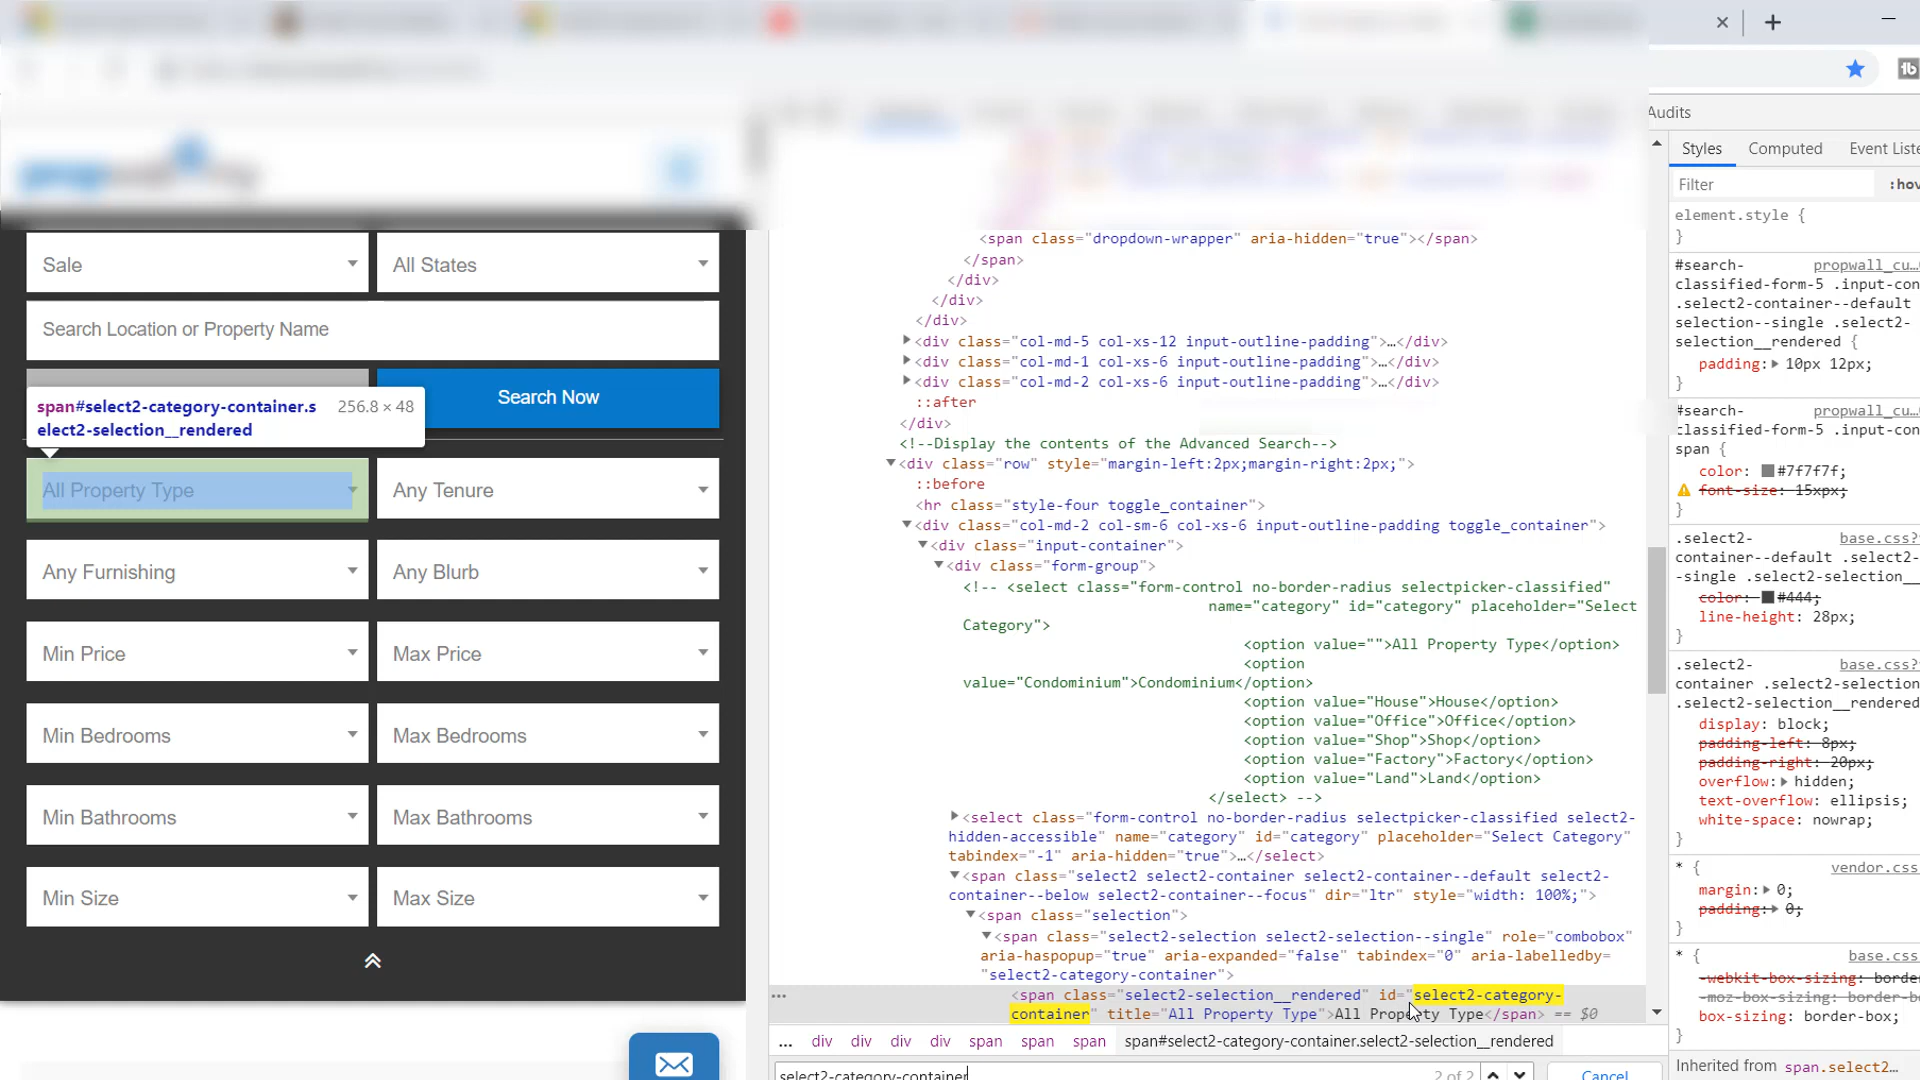 Audits
Styles Computed Event Liste
Filter :hov
Sale
All States
Search Location or Property Name
Search Now
span#select2-category-container.s 256.8 × 48
elect2-selection__rendered
All Property Type
Any Tenure
Any Furnishing
Any Blurb
Min Price
Max Price
Min Bedrooms
Max Bedrooms
Min Bathrooms
Max Bathrooms
Min Size
Max Size
<span class="dropdown-wrapper" aria-hidden="true"></span>
</span>
</div>
</div>
</div>
▶<div class="col-md-5 col-xs-12 input-outline-padding">…</div>
▶<div class="col-md-1 col-xs-6 input-outline-padding">…</div>
▶<div class="col-md-2 col-xs-6 input-outline-padding">…</div>
::after
</div>
<!--Display the contents of the Advanced Search-->
▼<div class="row" style="margin-left:2px;margin-right:2px;">
::before
<hr class="style-four toggle_container">
▼<div class="col-md-2 col-sm-6 col-xs-6 input-outline-padding toggle_container">
▼<div class="input-container">
▼<div class="form-group">
<!-- <select class="form-control no-border-radius selectpicker-classified"
name="category" id="category" placeholder="Select
Category">
<option value="">All Property Type</option>
<option
value="Condominium">Condominium</option>
<option value="House">House</option>
<option value="Office">Office</option>
<option value="Shop">Shop</option>
<option value="Factory">Factory</option>
<option value="Land">Land</option>
</select> -->
▶<select class="form-control no-border-radius selectpicker-classified select2-
hidden-accessible" name="category" id="category" placeholder="Select Category"
tabindex="-1" aria-hidden="true">…</select>
▼<span class="select2 select2-container select2-container--default select2-
container--below select2-container--focus" dir="ltr" style="width: 100%;">
▼<span class="selection">
▼<span class="select2-selection select2-selection--single" role="combobox"
aria-haspopup="true" aria-expanded="false" tabindex="0" aria-labelledby=
"select2-category-container">
<span class="select2-selection__rendered" id="select2-category-
container" title="All Property Type">All Property Type</span> == $0
... div div div div span span span span#select2-category-container.select2-selection__rendered
select2-category-container 2 of 2 Cancel
element.style {
}
#search- propwall_cu…
classified-form-5 .input-con
.select2-container--default
selection--single .select2-
selection__rendered {
padding:▶ 10px 12px;
}
#search- propwall_cu…
classified-form-5 .input-con
span {
color: #7f7f7f;
font-size: 15xpx;
}
.select2- base.css?
container--default .select2-
-single .select2-selection__
color: #444;
line-height: 28px;
}
.select2- base.css?
container .select2-selection
.select2-selection__rendered
display: block;
padding-left: 8px;
padding-right: 20px;
overflow:▶ hidden;
text-overflow: ellipsis;
white-space: nowrap;
}
* { vendor.css
margin:▶ 0;
padding:▶ 0;
}
* { base.css
-webkit-box-sizing: border-
-moz-box-sizing: border-bo
box-sizing: border-box;
}
Inherited from span.select2…